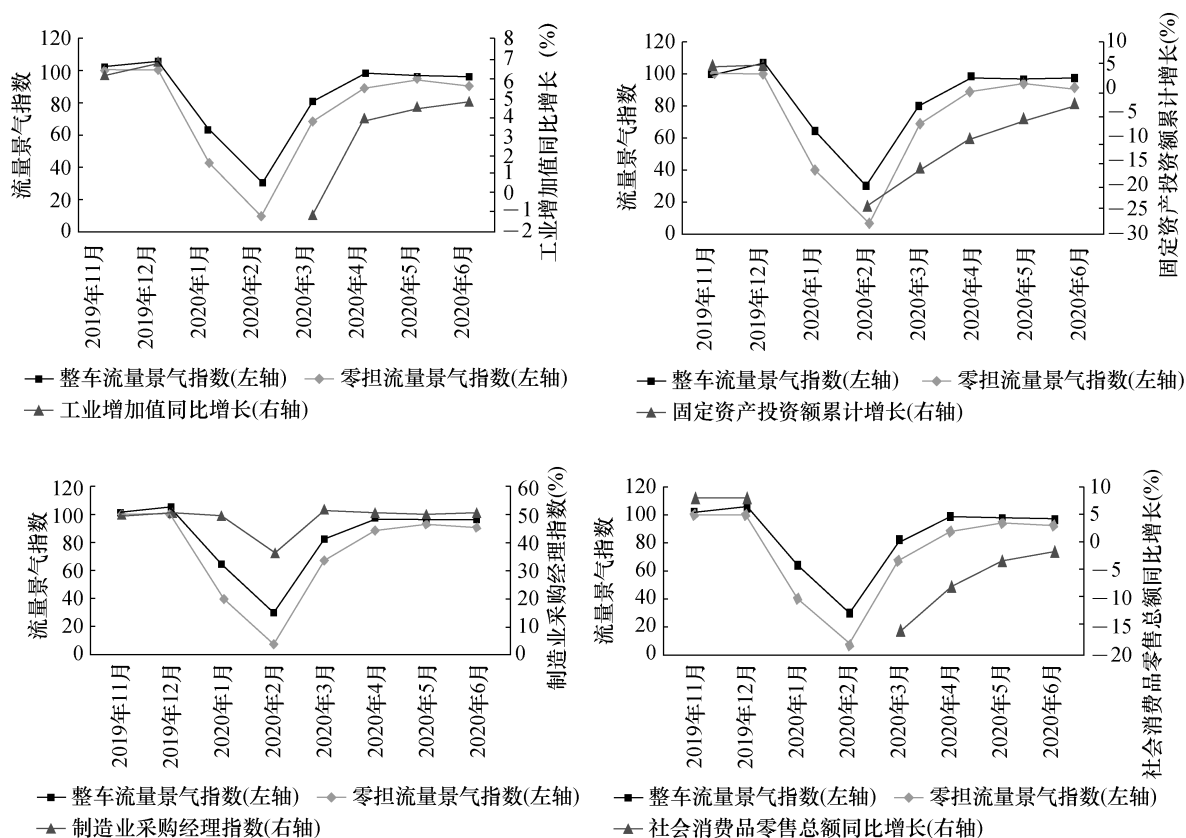 流量景气指数
120
100
80
60
40
20
0
8
7
6
5
4
3
2
1
0
−1
−2
工业增加值同比增长 (%)
2019年11月
2019年12月
2020年1月
2020年2月
2020年3月
2020年4月
2020年5月
2020年6月
整车流量景气指数(左轴) 零担流量景气指数(左轴)
工业增加值同比增长(右轴)
流量景气指数
120
100
80
60
40
20
0
10
5
0
−5
−10
−15
−20
−25
−30
固定资产投资额累计增长(%)
2019年11月
2019年12月
2020年1月
2020年2月
2020年3月
2020年4月
2020年5月
2020年6月
整车流量景气指数(左轴) 零担流量景气指数(左轴)
固定资产投资额累计增长(右轴)
流量景气指数
120
100
80
60
40
20
0
60
50
40
30
20
10
0
制造业采购经理指数(%)
2019年11月
2019年12月
2020年1月
2020年2月
2020年3月
2020年4月
2020年5月
2020年6月
整车流量景气指数(左轴) 零担流量景气指数(左轴)
制造业采购经理指数(右轴)
流量景气指数
120
100
80
60
40
20
0
10
5
0
−5
−10
−15
−20
社会消费品零售总额同比增长(%)
2019年11月
2019年12月
2020年1月
2020年2月
2020年3月
2020年4月
2020年5月
2020年6月
整车流量景气指数(左轴) 零担流量景气指数(左轴)
社会消费品零售总额同比增长(右轴)